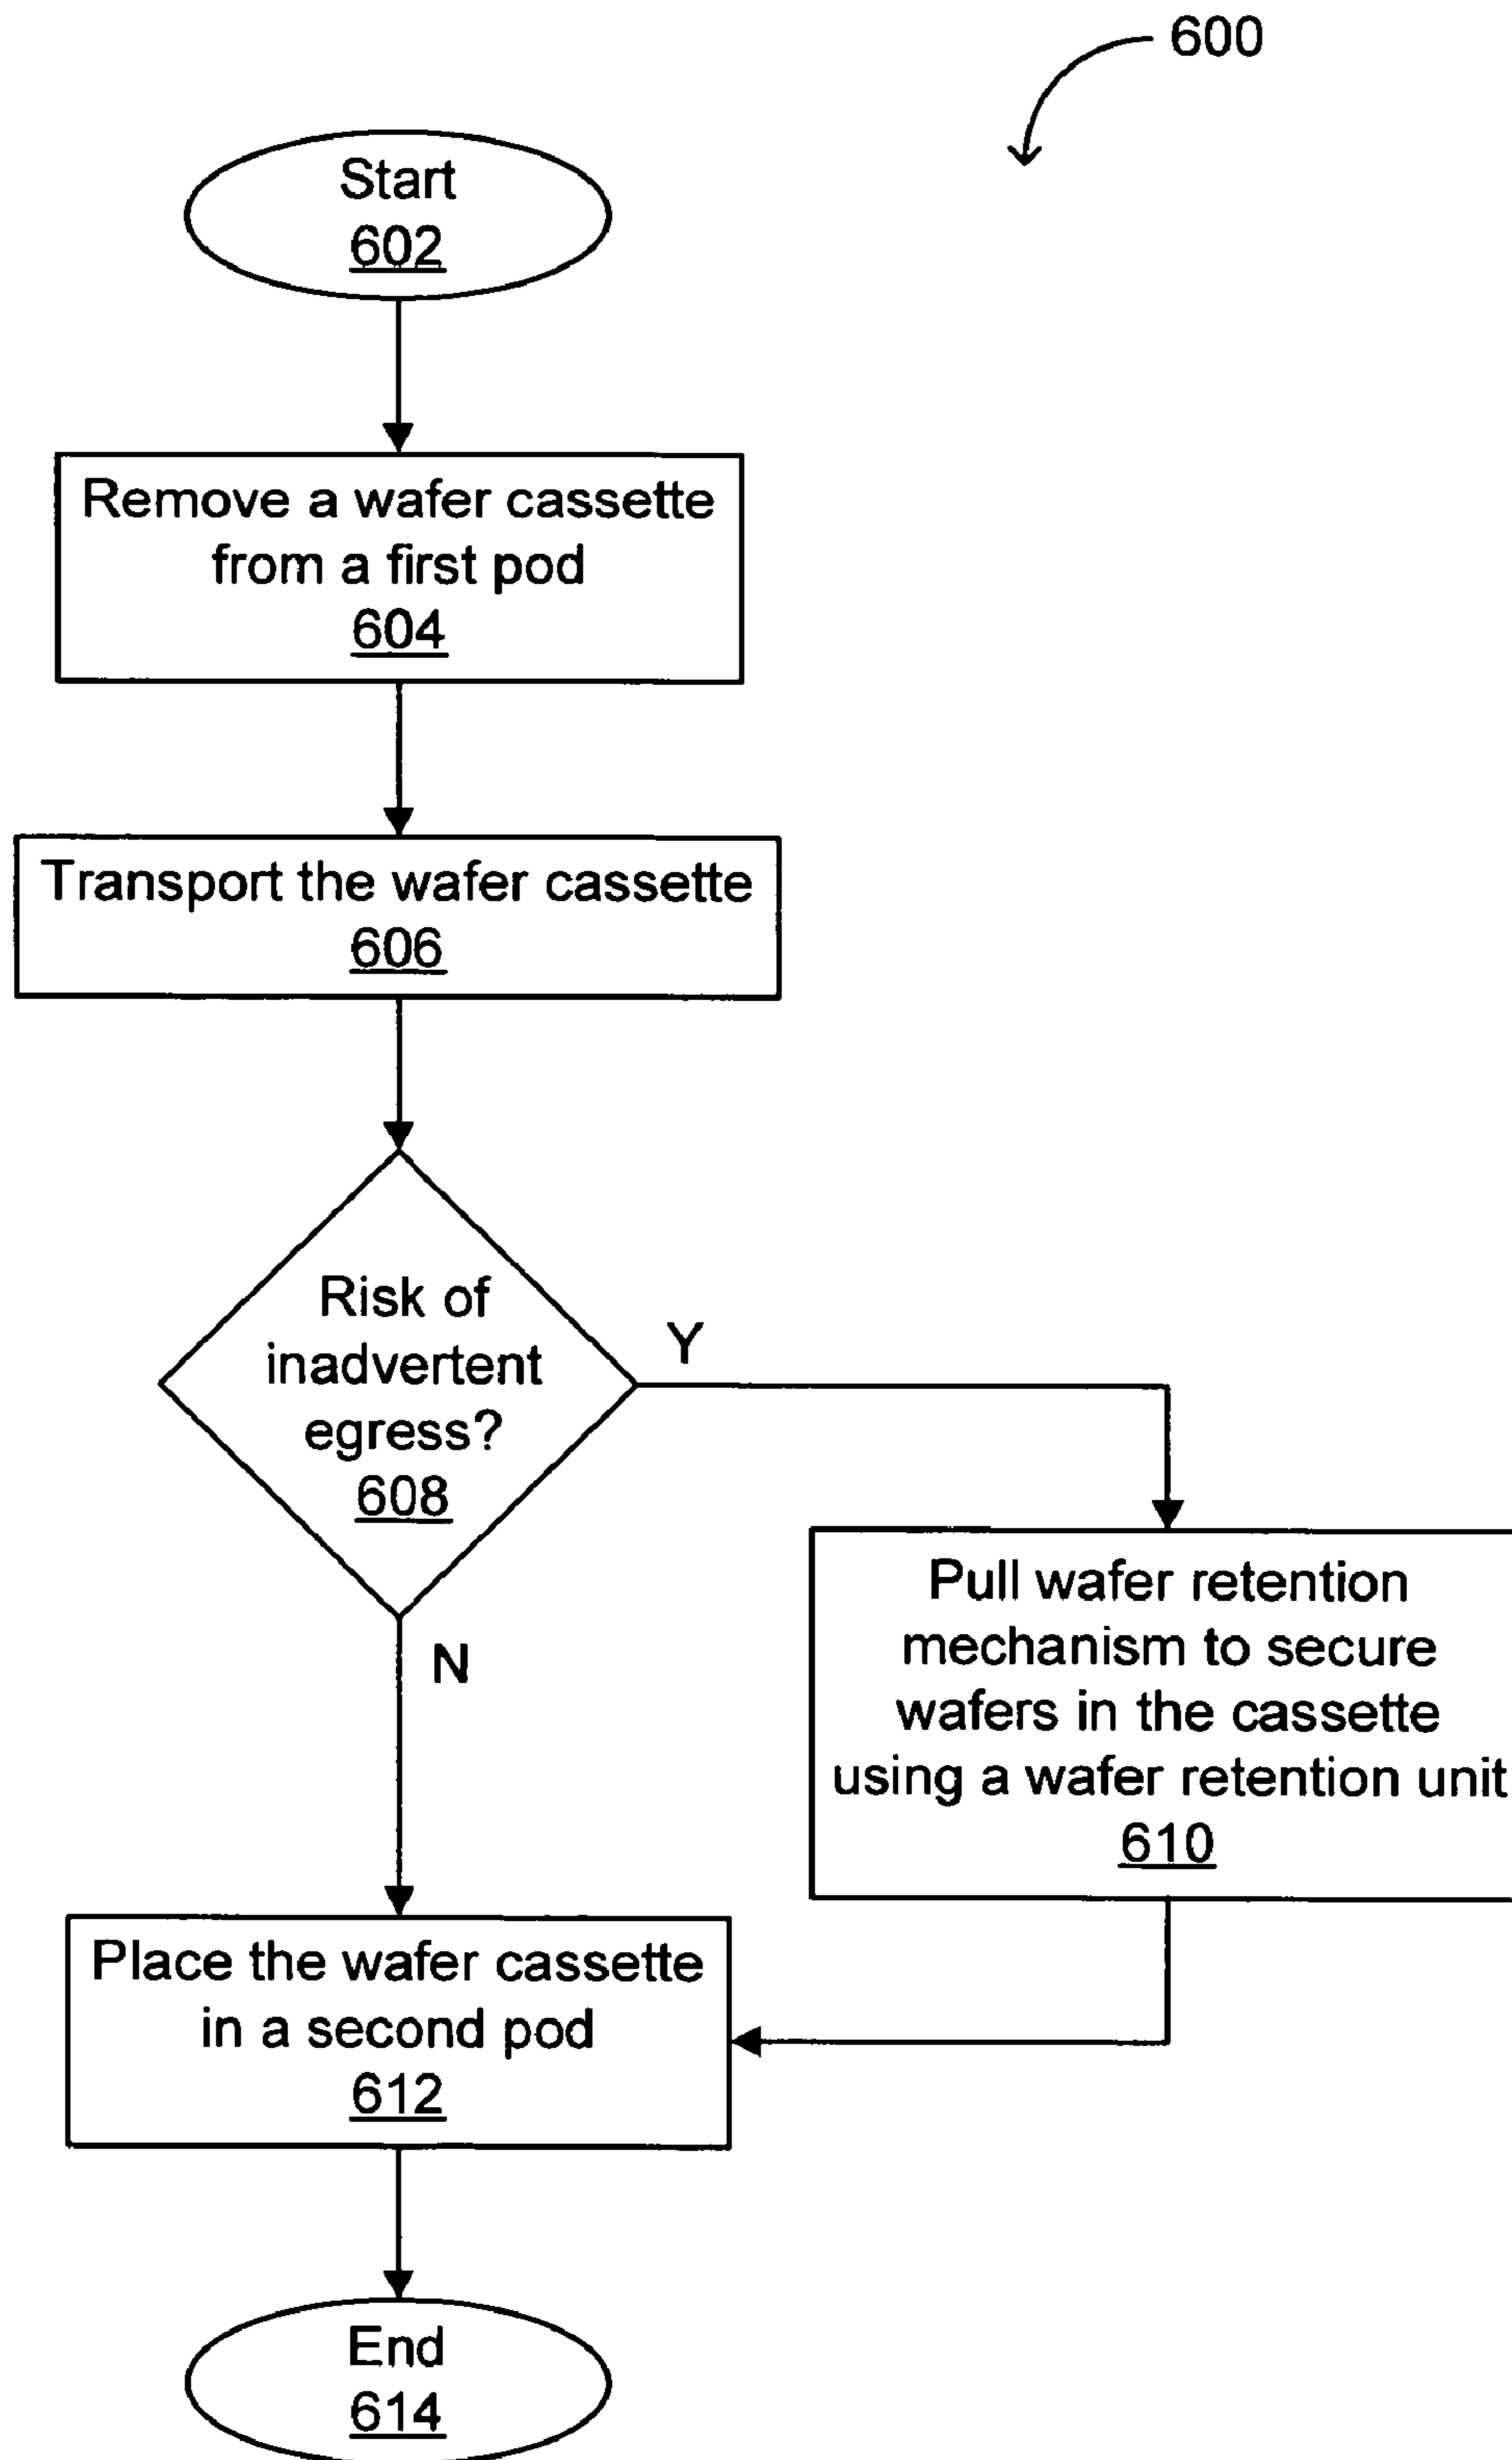 600
Start
602
Remove a wafer cassette
from a first pod
604
Transport the wafer cassette
606
Risk of
inadvertent
egress?
608
Y
N
Pull wafer retention
mechanism to secure
wafers in the cassette
using a wafer retention unit
610
Place the wafer cassette
in a second pod
612
End
614